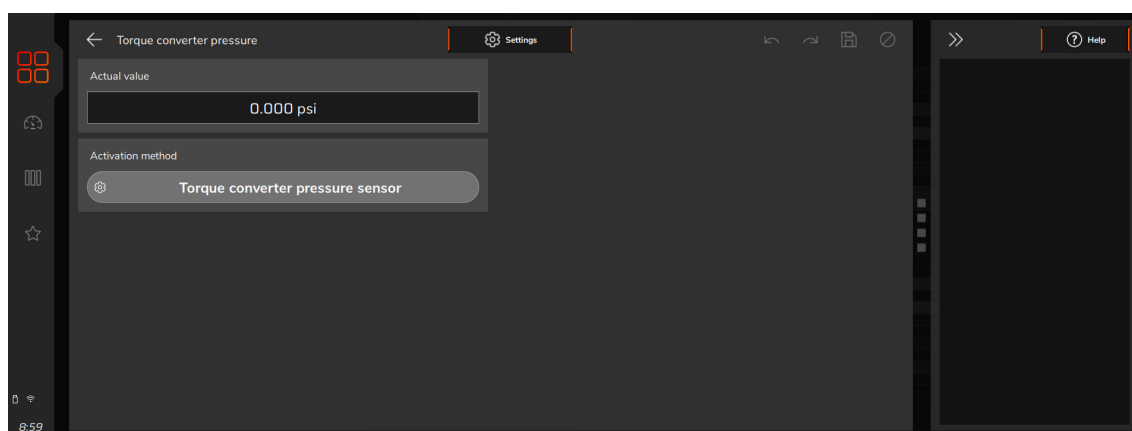 Torque converter pressure
Settings
Help
Actual value
0.000 psi
Activation method
Torque converter pressure sensor
8:59